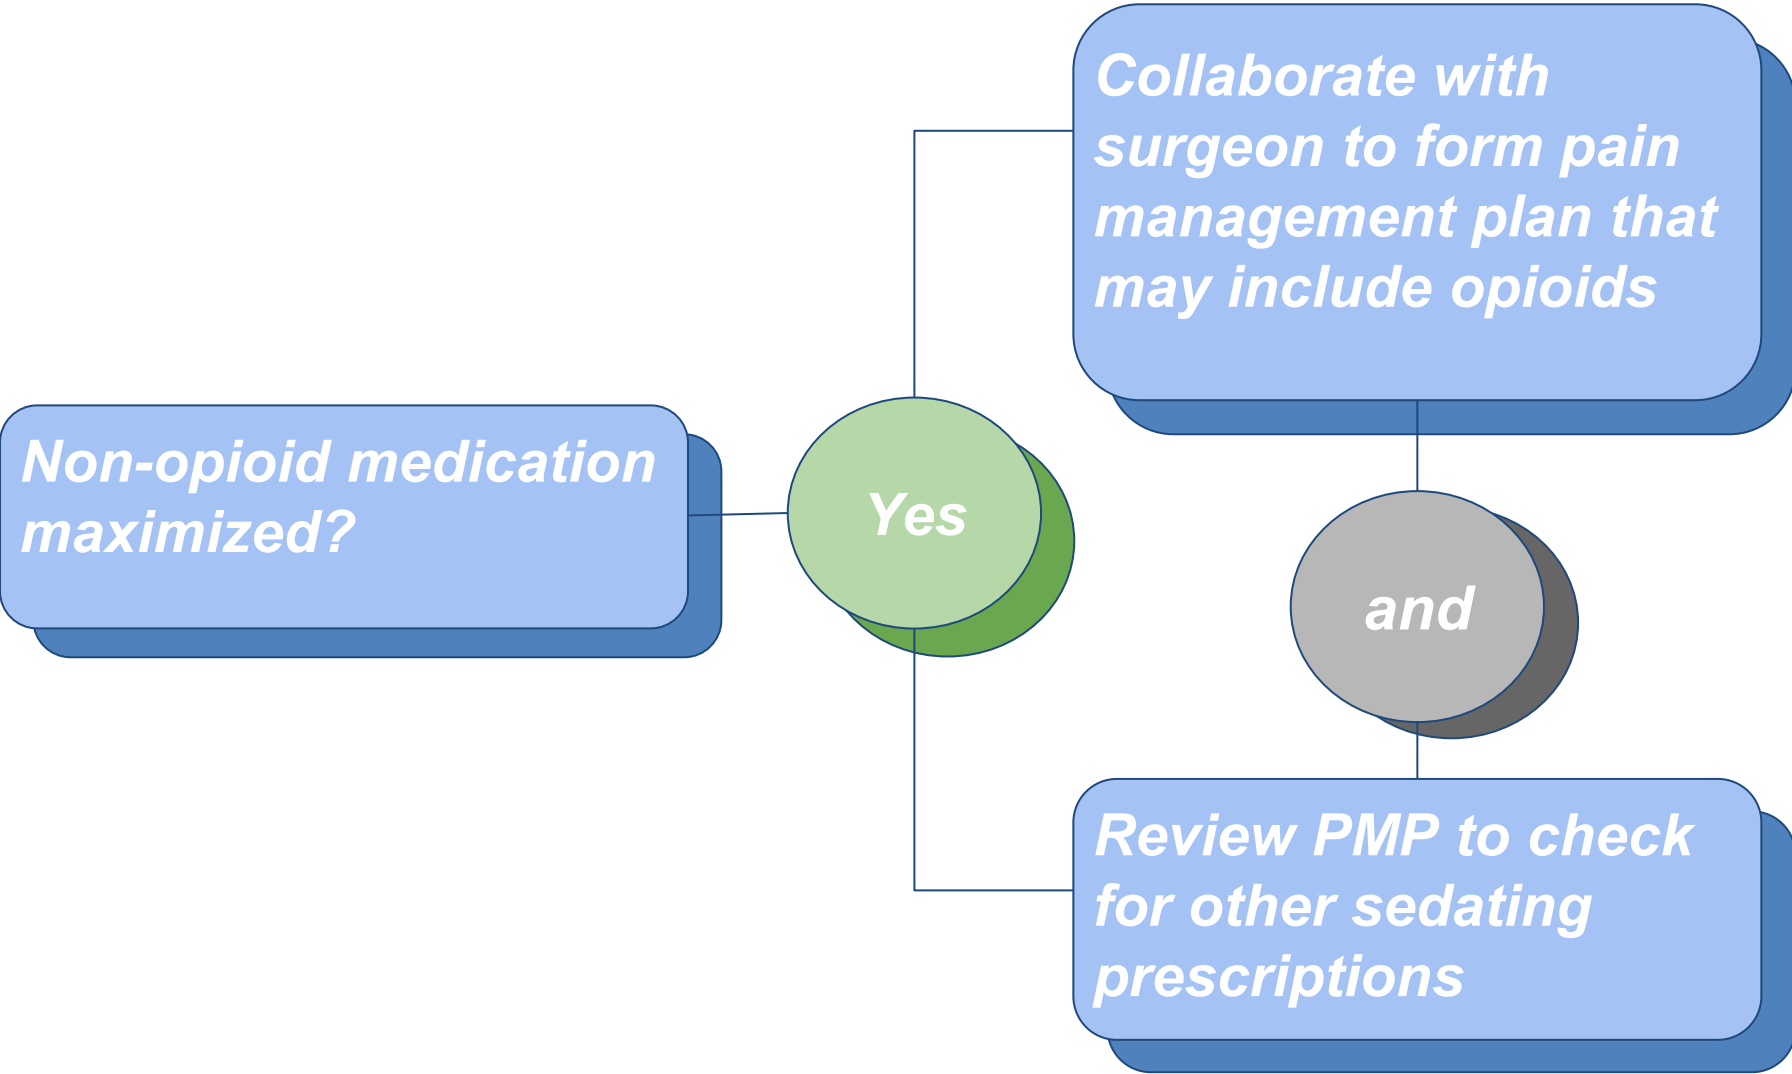 Non-opioid medication
maximized?
Yes
Collaborate with
surgeon to form pain
management plan that
may include opioids
and
Review PMP to check
for other sedating
prescriptions